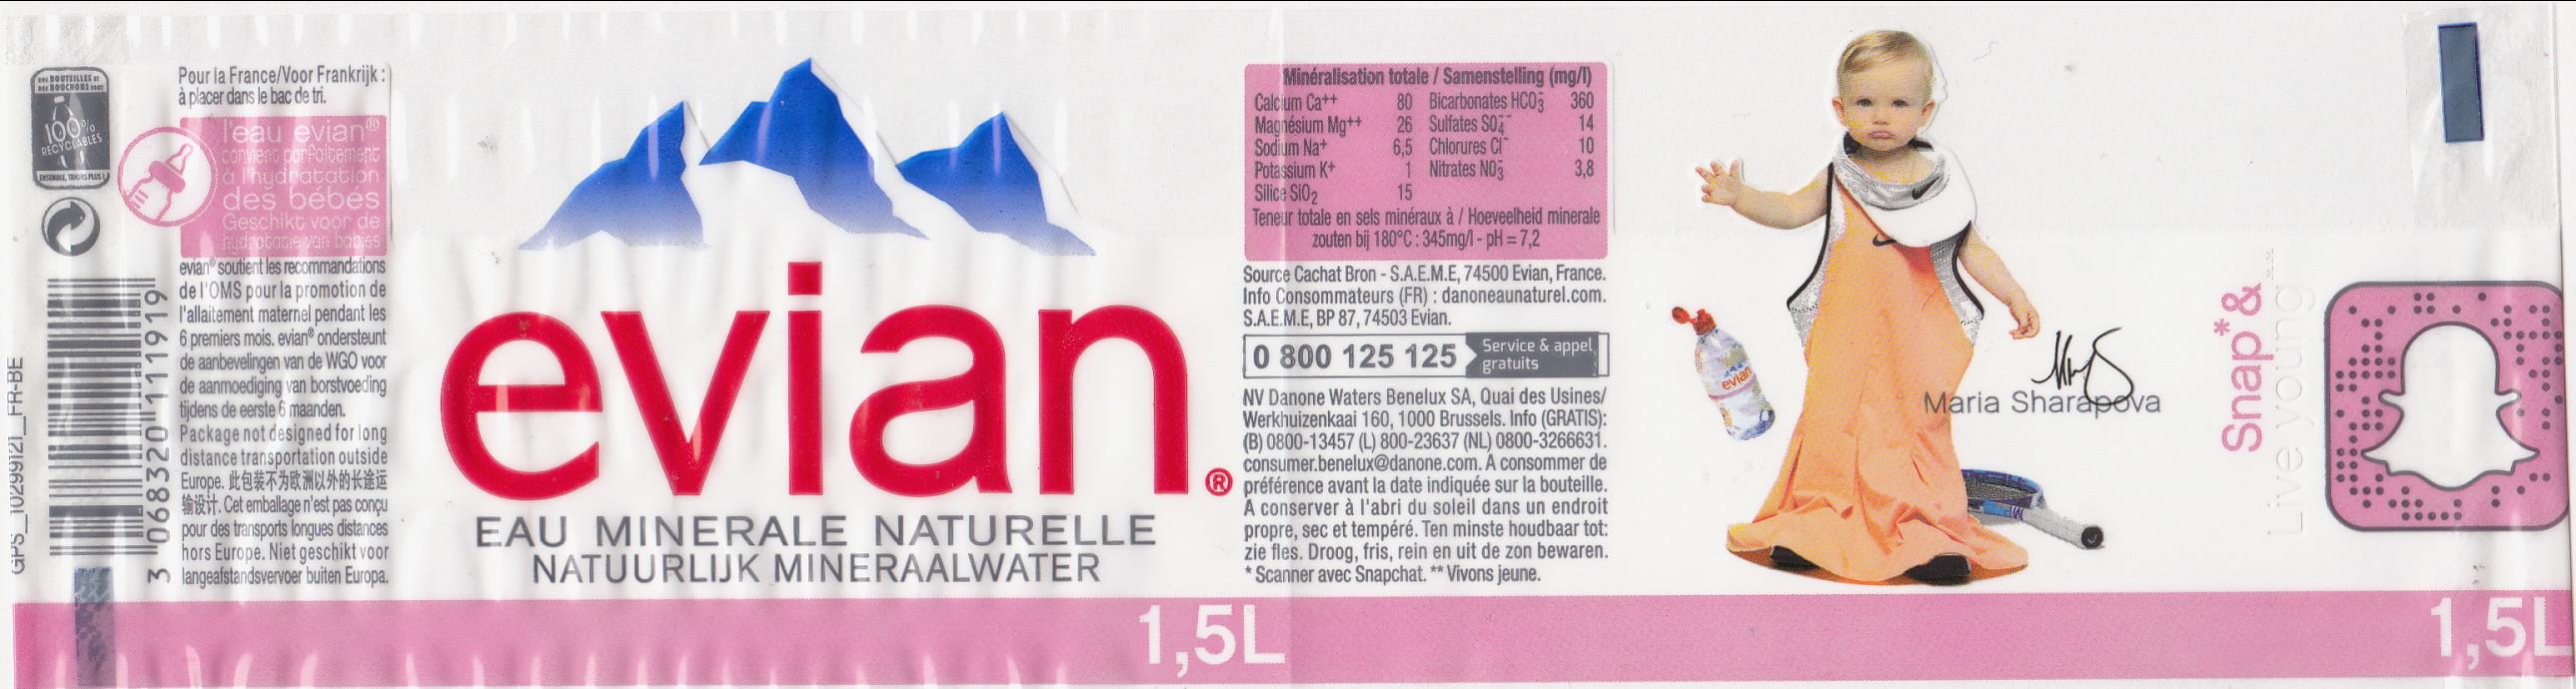 DES BOUTEILLES ET
DES BOUCHONS SONT
100%
RECYCLABLES
ENSEMBLE, TRIONS PLUS !
GPS_1029912I_FR-BE
3 068320 111919
Pour la France/Voor Frankrijk :
à placer dans le bac de tri.
l'eau evian®
convient parfaitement
à l'hydratation
des bébés
Geschikt voor de
hydratatie van babies
evian® soutient les recommandations
de l'OMS pour la promotion de
l'allaitement maternel pendant les
6 premiers mois. evian® ondersteunt
de aanbevelingen van de WGO voor
de aanmoediging van borstvoeding
tijdens de eerste 6 maanden.
Package not designed for long
distance transportation outside
Europe. 此包装不为欧洲以外的长途运
输设计. Cet emballage n'est pas conçu
pour des transports longues distances
hors Europe. Niet geschikt voor
langeafstandsvervoer buiten Europa.
evian®
EAU MINERALE NATURELLE
NATUURLIJK MINERAALWATER
1,5L
Minéralisation totale / Samenstelling (mg/l)
Calcium Ca++ 80 Bicarbonates HCO3- 360
Magnésium Mg++ 26 Sulfates SO4-- 14
Sodium Na+ 6,5 Chlorures Cl- 10
Potassium K+ 1 Nitrates NO3- 3,8
Silice SiO2 15
Teneur totale en sels minéraux à / Hoeveelheid minerale
zouten bij 180°C : 345mg/l - pH = 7,2
Source Cachat Bron - S.A.E.M.E, 74500 Evian, France.
Info Consommateurs (FR) : danoneaunaturel.com.
S.A.E.M.E, BP 87, 74503 Evian.
0 800 125 125 Service & appel
gratuits
NV Danone Waters Benelux SA, Quai des Usines/
Werkhuizenkaai 160, 1000 Brussels. Info (GRATIS):
(B) 0800-13457 (L) 800-23637 (NL) 0800-3266631.
consumer.benelux@danone.com. A consommer de
préférence avant la date indiquée sur la bouteille.
A conserver à l'abri du soleil dans un endroit
propre, sec et tempéré. Ten minste houdbaar tot:
zie fles. Droog, fris, rein en uit de zon bewaren.
* Scanner avec Snapchat. ** Vivons jeune.
evian
Maria Sharapova
Snap* &
Live young**
1,5L